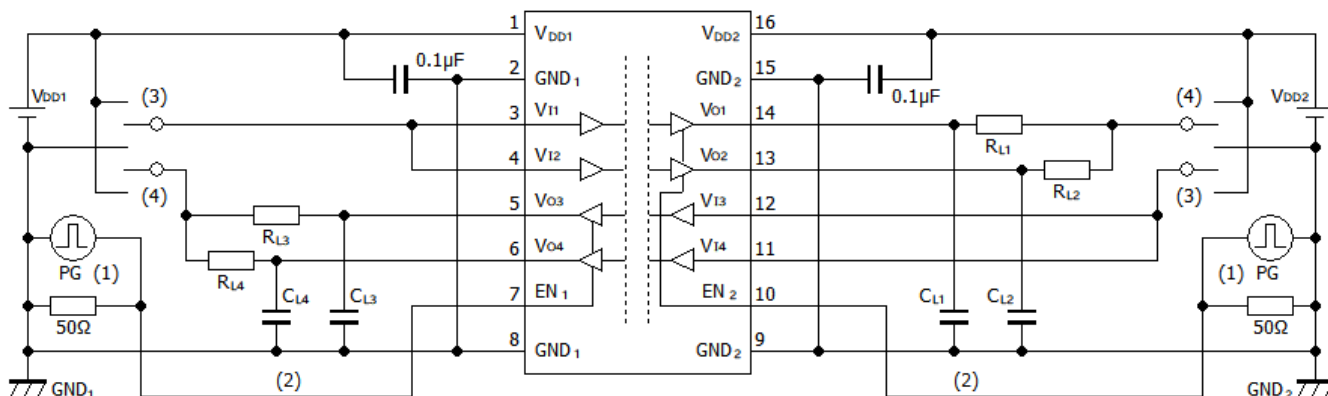 1 VDD1 VDD2 16
0.1µF 2 GND1 GND2 15 0.1µF
VDD1 (3) (4) VDD2
3 VI1 VO1 14
RL1
4 VI2 VO2 13
(4) RL2 (3)
5 VO3 VI3 12
RL3
6 VO4 VI4 11
PG (1) RL4 (1) PG
7 EN1 EN2 10
CL4 CL3 CL1 CL2
50Ω 50Ω
8 GND1 GND2 9
GND1 (2) (2) GND2